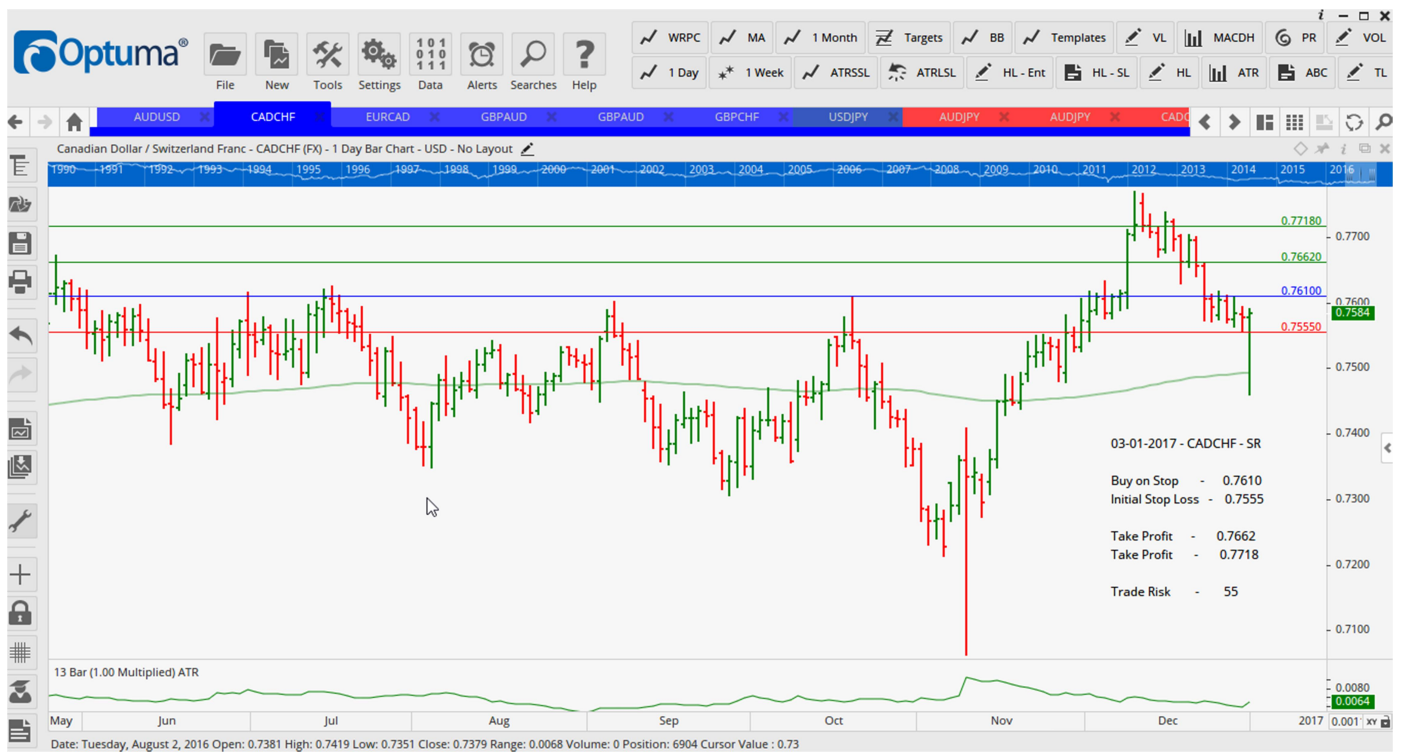 Optuma®
File New Tools Settings Data Alerts Searches Help
WRPC MA 1 Month Targets BB Templates VL MACDH PR VOL
1 Day 1 Week ATRSSL ATRLSL HL - Ent HL - SL HL ATR ABC TL
AUDUSD CADCHF EURCAD GBPAUD GBPAUD GBPCHF USDJPY AUDJPY AUDJPY CADC
Canadian Dollar / Switzerland Franc - CADCHF (FX) - 1 Day Bar Chart - USD - No Layout
1990 1991 1992 1993 1994 1995 1996 1997 1998 1999 2000 2001 2002 2003 2004 2005 2006 2007 2008 2009 2010 2011 2012 2013 2014 2015 2016
0.77180
0.7700
0.76620
0.76100
0.7600
0.7584
0.75550
0.7500
0.7400
03-01-2017 - CADCHF - SR
Buy on Stop - 0.7610
Initial Stop Loss - 0.7555
0.7300
Take Profit - 0.7662
Take Profit - 0.7718
0.7200
Trade Risk - 55
0.7100
13 Bar (1.00 Multiplied) ATR
0.0080
0.0064
May Jun Jul Aug Sep Oct Nov Dec 2017 0.001 XY
Date: Tuesday, August 2, 2016 Open: 0.7381 High: 0.7419 Low: 0.7351 Close: 0.7379 Range: 0.0068 Volume: 0 Position: 6904 Cursor Value : 0.73